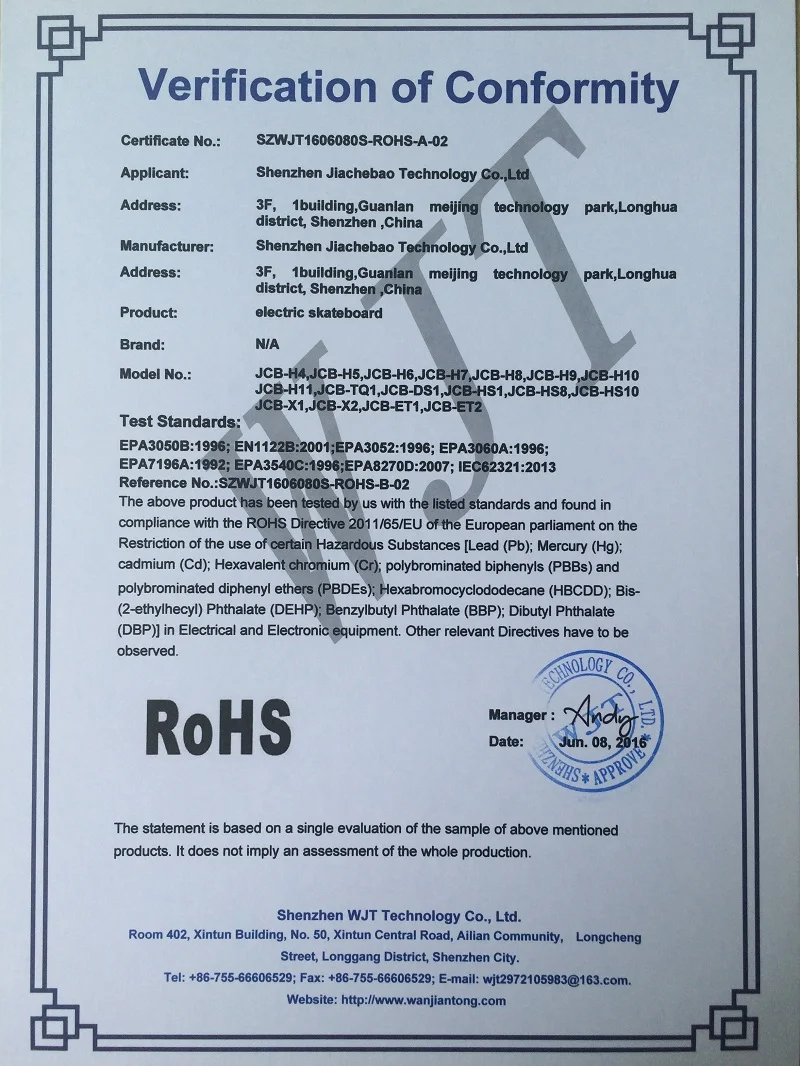 Verification of Conformity
Certificate No.: SZWJT1606080S-ROHS-A-02
Applicant: Shenzhen Jiachebao Technology Co.,Ltd
Address: 3F, 1building,Guanlan meijing technology park,Longhua
district, Shenzhen ,China
Manufacturer: Shenzhen Jiachebao Technology Co.,Ltd
Address: 3F, 1building,Guanlan meijing technology park,Longhua
district, Shenzhen ,China
Product: electric skateboard
Brand: N/A
Model No.: JCB-H4,JCB-H5,JCB-H6,JCB-H7,JCB-H8,JCB-H9,JCB-H10
JCB-H11,JCB-TQ1,JCB-DS1,JCB-HS1,JCB-HS8,JCB-HS10
JCB-X1,JCB-X2,JCB-ET1,JCB-ET2
Test Standards:
EPA3050B:1996; EN1122B:2001;EPA3052:1996; EPA3060A:1996;
EPA7196A:1992; EPA3540C:1996;EPA8270D:2007; IEC62321:2013
Reference No.:SZWJT1606080S-ROHS-B-02
The above product has been tested by us with the listed standards and found in
compliance with the ROHS Directive 2011/65/EU of the European parliament on the
Restriction of the use of certain Hazardous Substances [Lead (Pb); Mercury (Hg);
cadmium (Cd); Hexavalent chromium (Cr); polybrominated biphenyls (PBBs) and
polybrominated diphenyl ethers (PBDEs); Hexabromocyclododecane (HBCDD); Bis-
(2-ethylhecyl) Phthalate (DEHP); Benzylbutyl Phthalate (BBP); Dibutyl Phthalate
(DBP)] in Electrical and Electronic equipment. Other relevant Directives have to be
observed.
WJT
RoHS
Manager : Andy
Date: Jun. 08, 2016
SHENZHE TECHNOLOGY CO., LTD.
WJT
* APPROVE *
The statement is based on a single evaluation of the sample of above mentioned
products. It does not imply an assessment of the whole production.
Shenzhen WJT Technology Co., Ltd.
Room 402, Xintun Building, No. 50, Xintun Central Road, Ailian Community, Longcheng
Street, Longgang District, Shenzhen City.
Tel: +86-755-66606529; Fax: +86-755-66606529; E-mail: wjt2972105983@163.com.
Website: http://www.wanjiantong.com